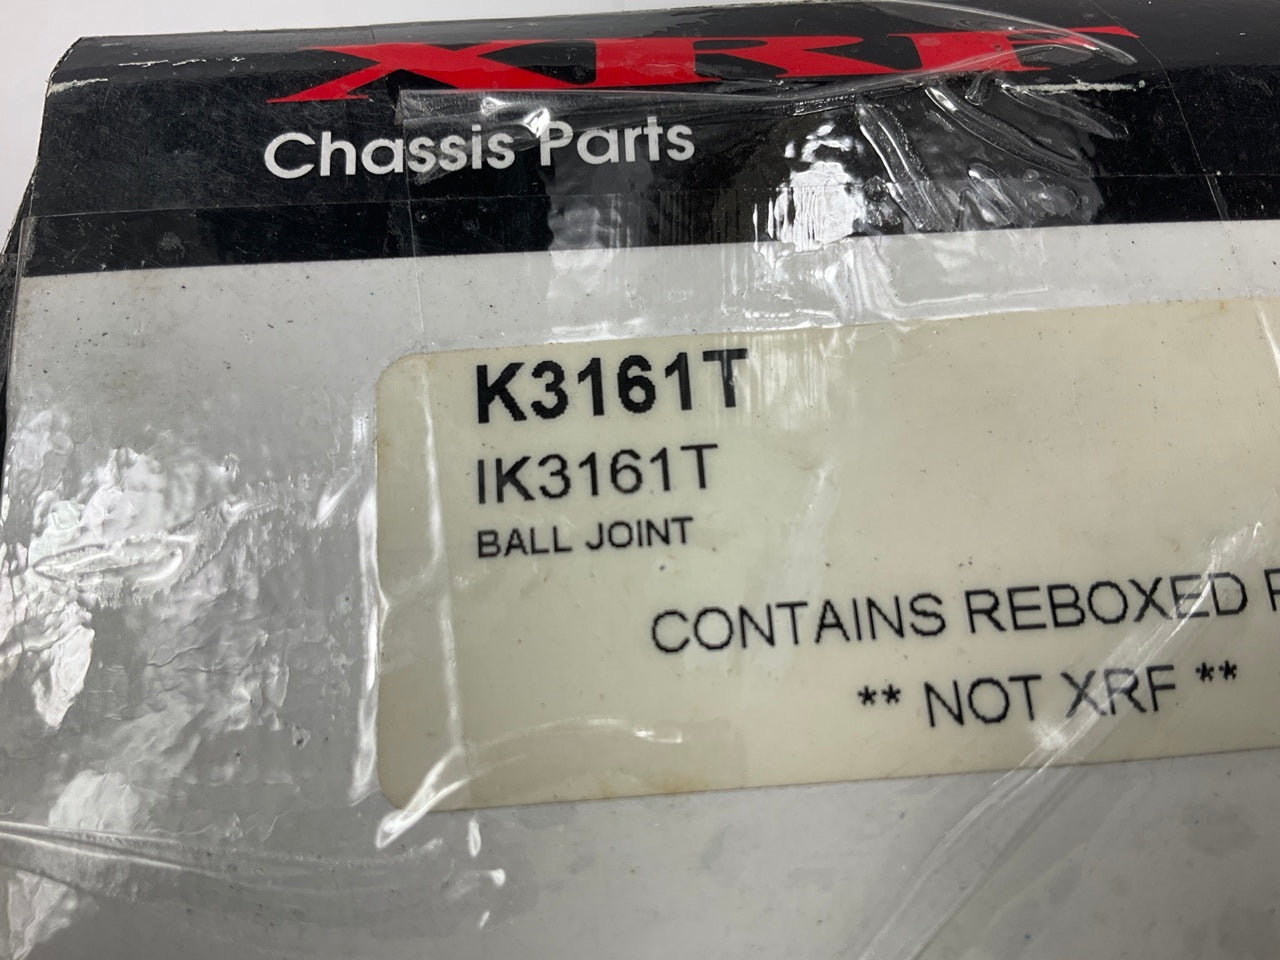 XRF
Chassis Parts
K3161T
IK3161T
BALL JOINT
CONTAINS REBOXED
** NOT XRF **